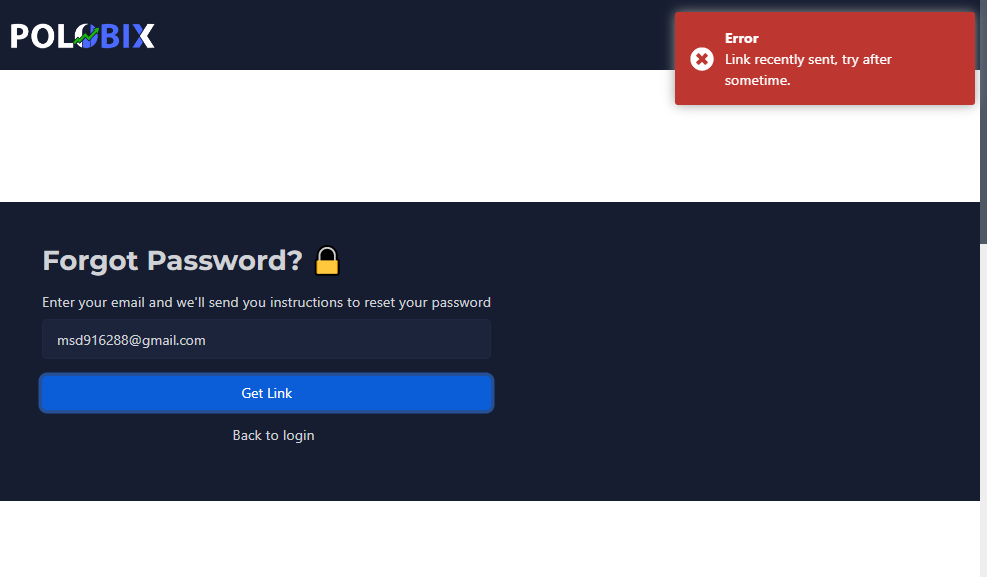 POLOBIX
Error
Link recently sent, try after
sometime.
Forgot Password? 🔒
Enter your email and we'll send you instructions to reset your password
msd916288@gmail.com
Get Link
Back to login